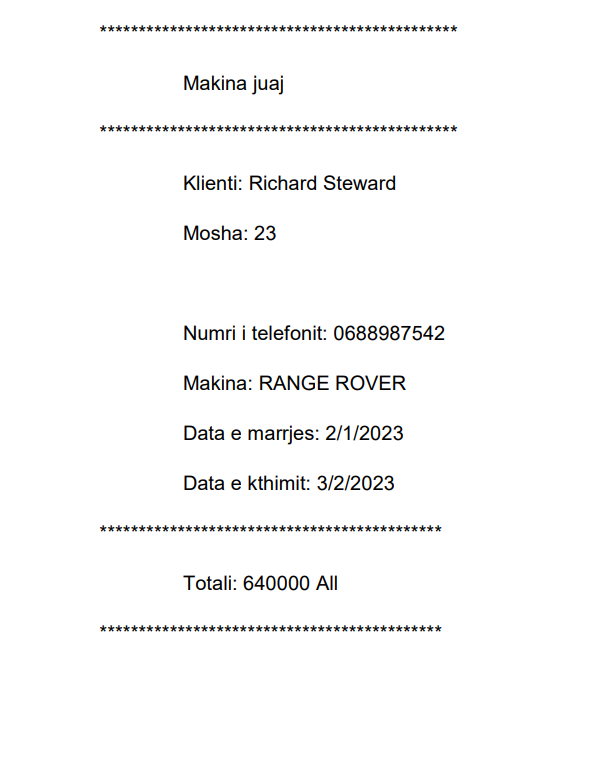 **********************************************
Makina juaj
**********************************************
Klienti: Richard Steward
Mosha: 23
Numri i telefonit: 0688987542
Makina: RANGE ROVER
Data e marrjes: 2/1/2023
Data e kthimit: 3/2/2023
********************************************
Totali: 640000 All
********************************************